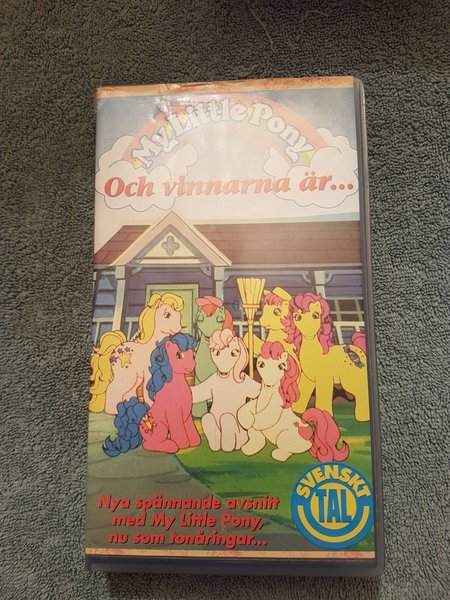 My Little Pony
Och vinnarna är...
Nya spännande avsnitt
med My Little Pony,
nu som tonåringar...
SVENSKT
TAL